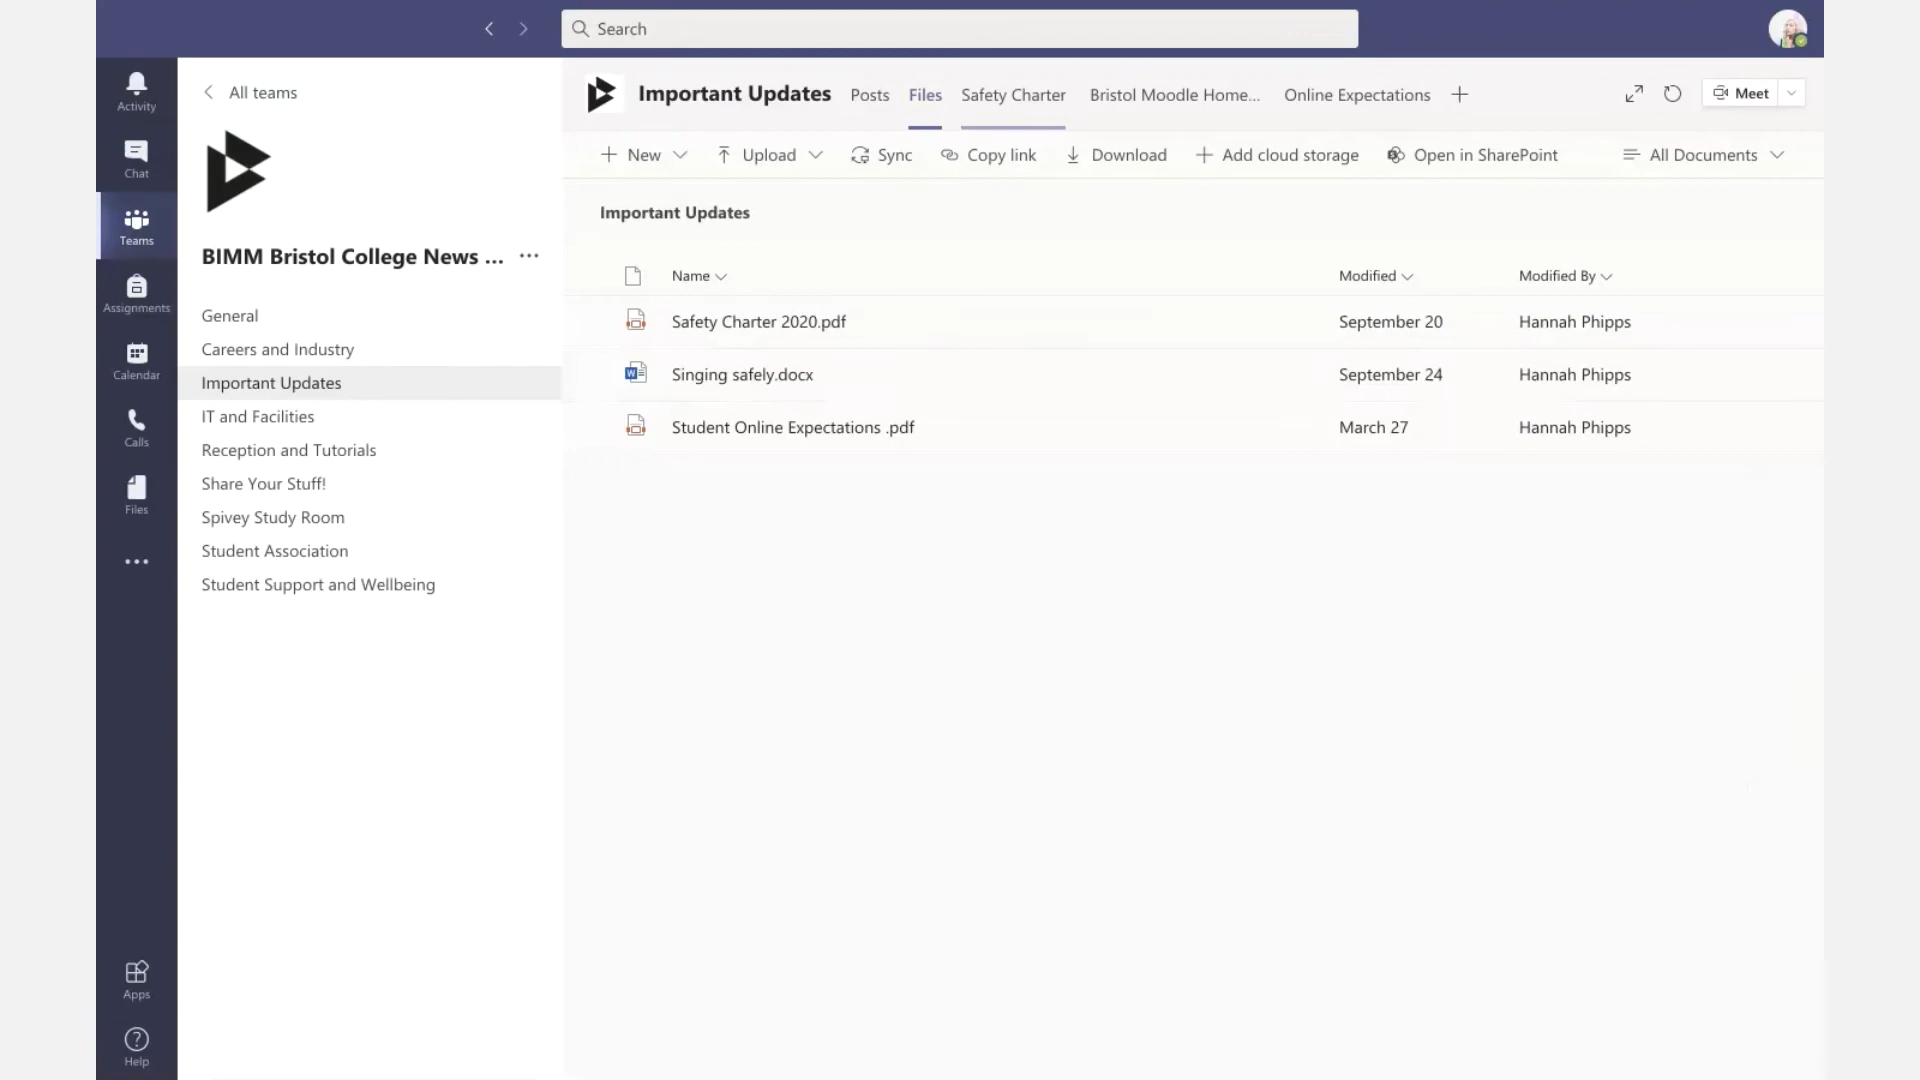 Search
Activity
Chat
Teams
Assignments
Calendar
Calls
Files
Apps
Help
All teams
BIMM Bristol College News ...
General
Careers and Industry
Important Updates
IT and Facilities
Reception and Tutorials
Share Your Stuff!
Spivey Study Room
Student Association
Student Support and Wellbeing
Important Updates Posts Files Safety Charter Bristol Moodle Home... Online Expectations Meet
New Upload Sync Copy link Download Add cloud storage Open in SharePoint All Documents
Important Updates
Name Modified Modified By
Safety Charter 2020.pdf September 20 Hannah Phipps
Singing safely.docx September 24 Hannah Phipps
Student Online Expectations .pdf March 27 Hannah Phipps